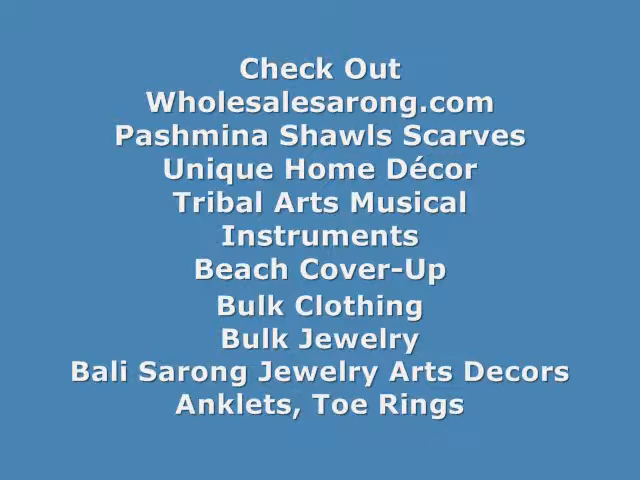 Check Out
Wholesalesarong.com
Pashmina Shawls Scarves
Unique Home Décor
Tribal Arts Musical
Instruments
Beach Cover-Up
Bulk Clothing
Bulk Jewelry
Bali Sarong Jewelry Arts Decors
Anklets, Toe Rings